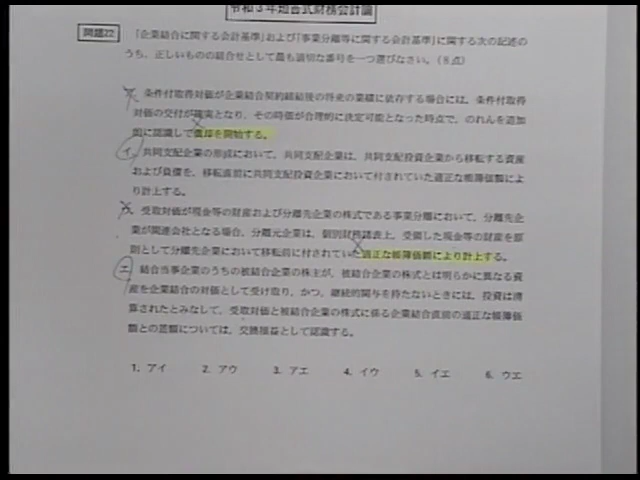 令和3年短答式財務会計論
問題22 「企業結合に関する会計基準」および「事業分離等に関する会計基準」に関する次の記述の
うち、正しいものの組合せとして最も適切な番号を一つ選びなさい。(8点)
ア. 条件付取得対価が企業結合契約締結後の将来の業績に依存する場合には、条件付取得
対価の交付が確実となり、その時価が合理的に決定可能となった時点で、のれんを追加
的に認識して償却を開始する。
イ. 共同支配企業の形成において、共同支配企業は、共同支配投資企業から移転する資産
および負債を、移転直前に共同支配投資企業において付されていた適正な帳簿価額によ
り計上する。
ウ. 受取対価が現金等の財産および分離先企業の株式である事業分離において、分離先企
業が関連会社となる場合、分離元企業は、個別財務諸表上、受領した現金等の財産を原
則として分離先企業において移転前に付されていた適正な帳簿価額により計上する。
エ. 結合当事企業のうちの被結合企業の株主が、被結合企業の株式とは明らかに異なる資
産を企業結合の対価として受け取り、かつ、継続的関与を持たないときには、投資は清
算されたとみなして、受取対価と被結合企業の株式に係る企業結合直前の適正な帳簿価
額との差額については、交換損益として認識する。
1. アイ 2. アウ 3. アエ 4. イウ 5. イエ 6. ウエ